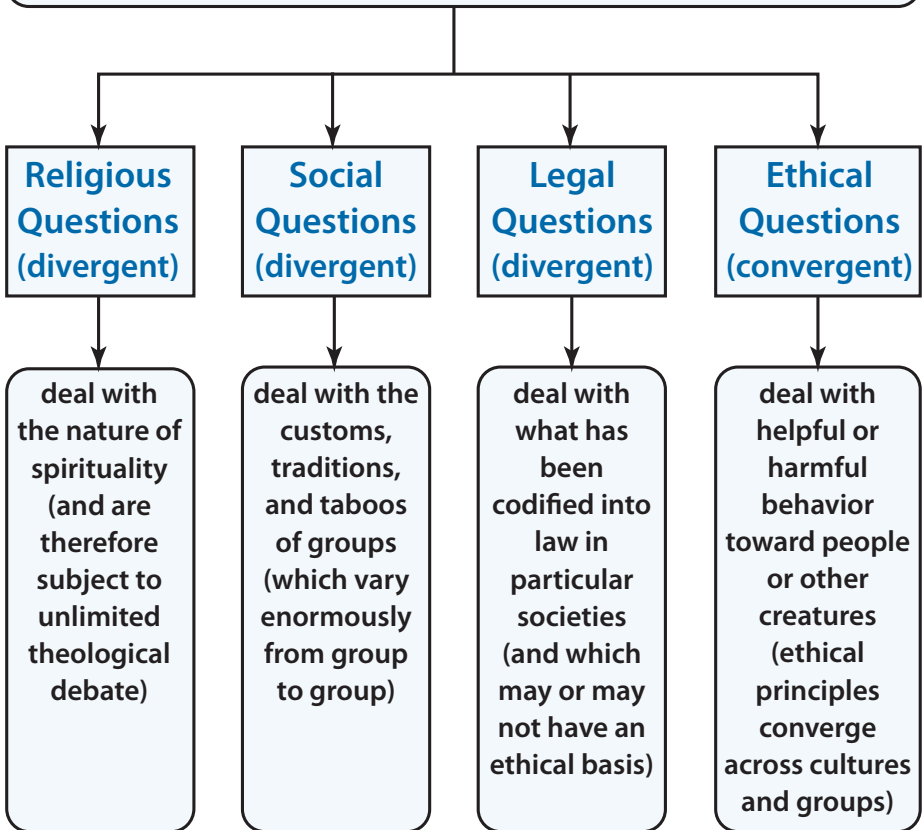 Religious
Questions
(divergent)
Social
Questions
(divergent)
Legal
Questions
(divergent)
Ethical
Questions
(convergent)
deal with
the nature of
spirituality
(and are
therefore
subject to
unlimited
theological
debate)
deal with the
customs,
traditions,
and taboos
of groups
(which vary
enormously
from group
to group)
deal with
what has
been
codified into
law in
particular
societies
(and which
may or may
not have an
ethical basis)
deal with
helpful or
harmful
behavior
toward people
or other
creatures
(ethical
principles
converge
across cultures
and groups)